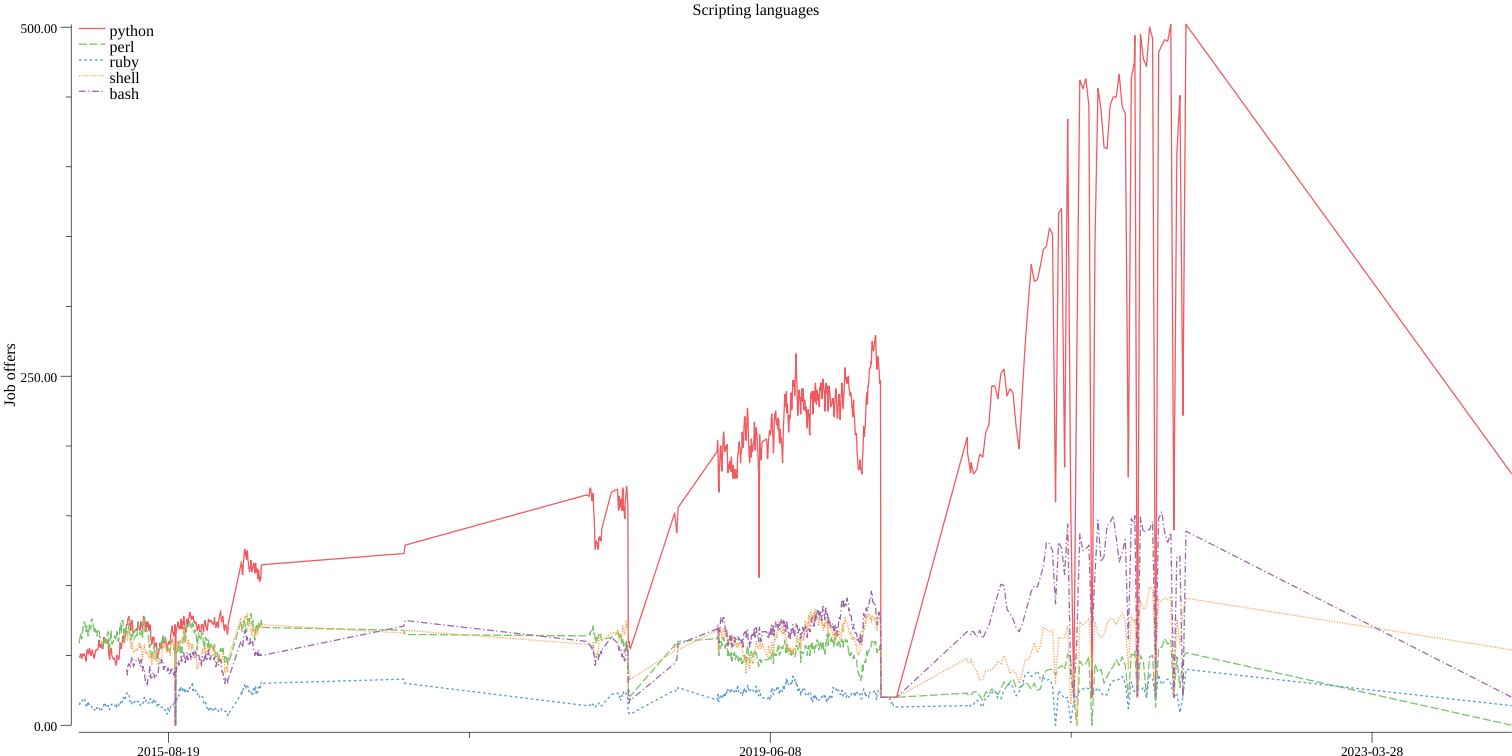 Scripting languages
500.00
python
perl
ruby
shell
bash
Job offers
250.00
0.00
2015-08-19
2019-06-08
2023-03-28